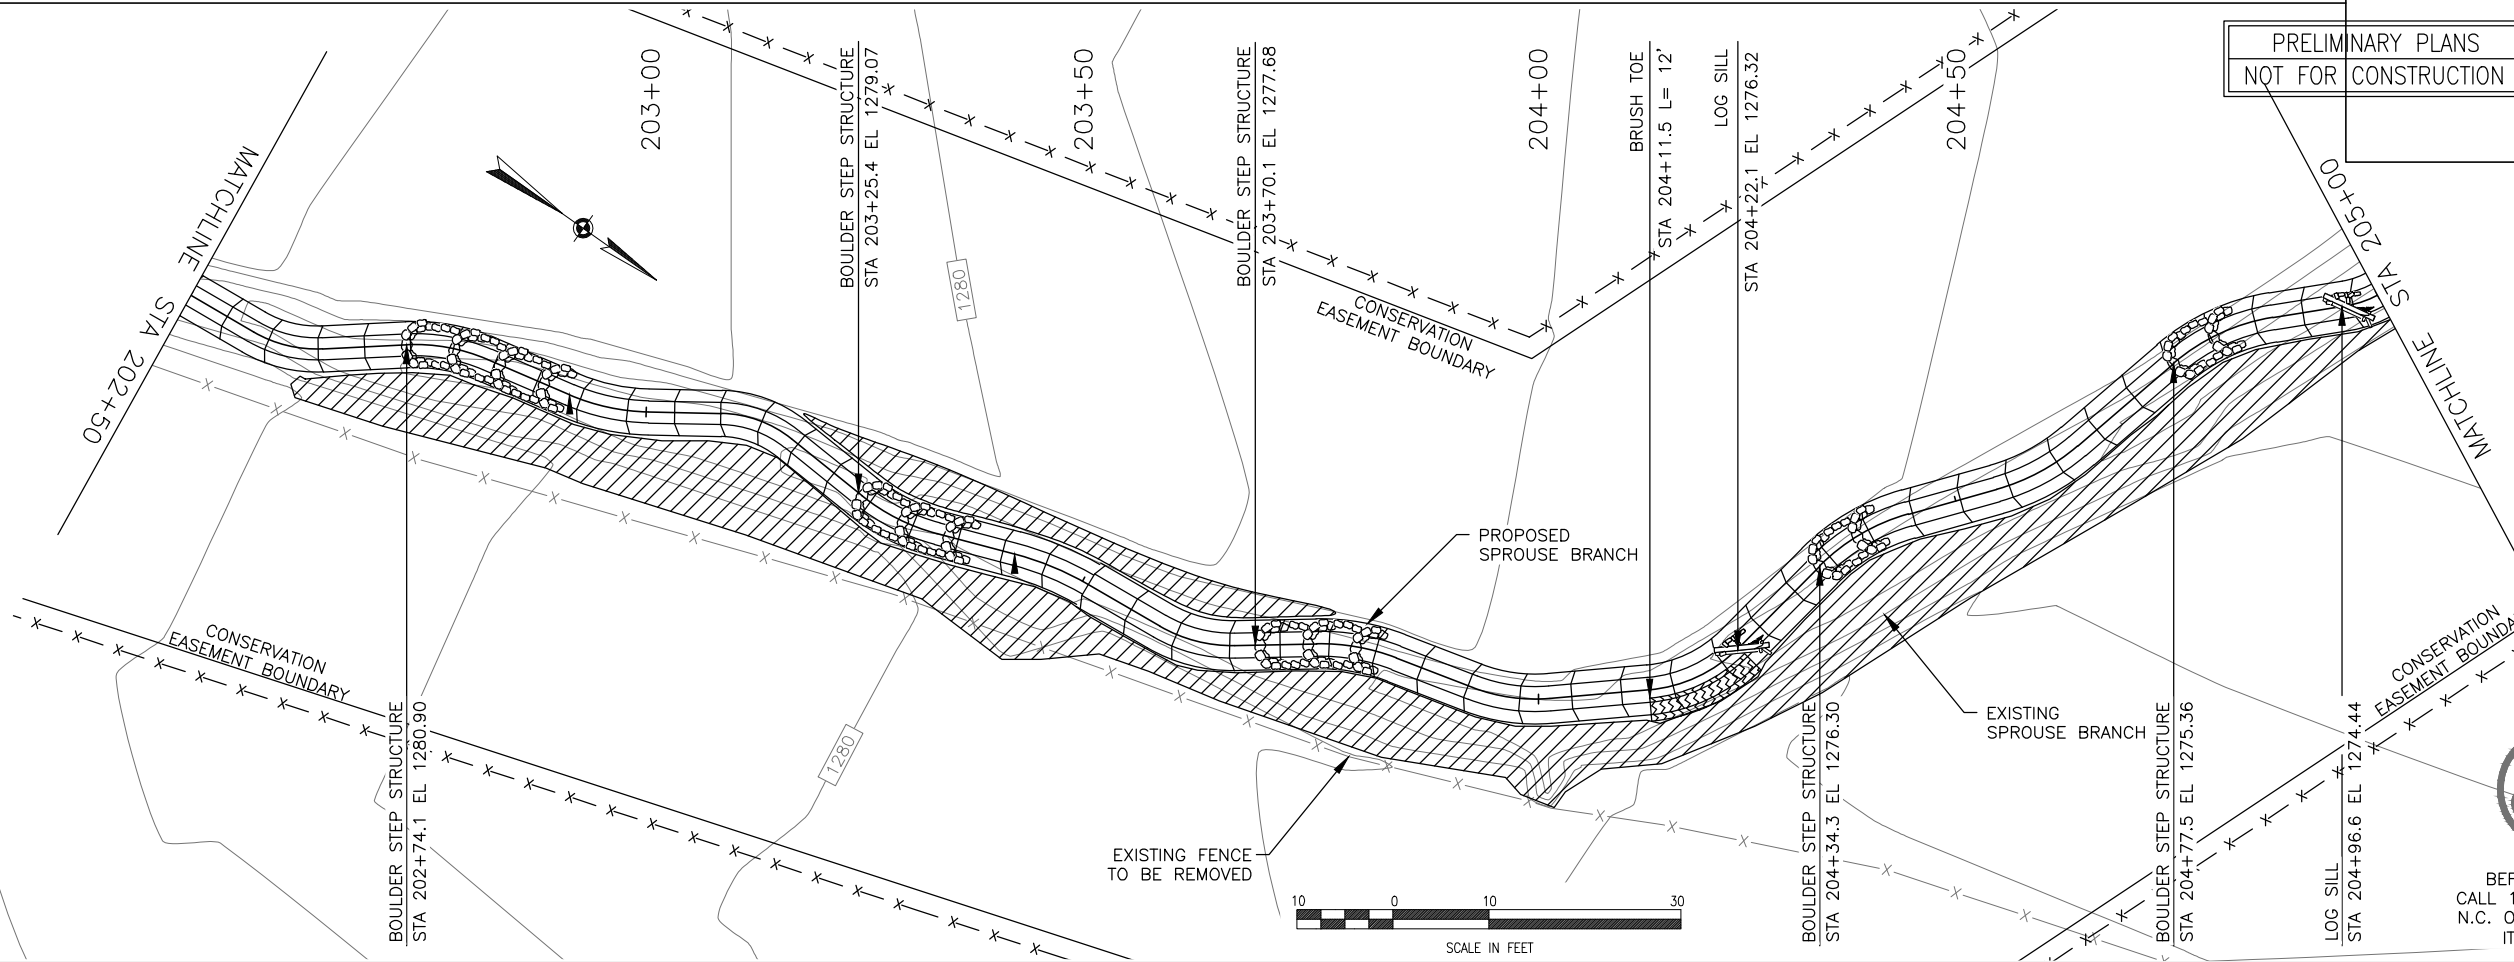 PRELIMINARY PLANS
NOT FOR CONSTRUCTION
203+00
203+50
204+00
204+50
MATCHLINE STA 202+50
BOULDER STEP STRUCTURE
STA 203+25.4 EL 1279.07
BOULDER STEP STRUCTURE
STA 203+70.1 EL 1277.68
BRUSH TOE
STA 204+11.5 L= 12'
LOG SILL
STA 204+22.1 EL 1276.32
MATCHLINE STA 205+00
1280
CONSERVATION
EASEMENT BOUNDARY
PROPOSED
SPROUSE BRANCH
CONSERVATION
EASEMENT BOUNDARY
CONSERVATION
EXISTING
SPROUSE BRANCH
1280
BOULDER STEP STRUCTURE
STA 202+74.1 EL 1280.90
EXISTING FENCE
TO BE REMOVED
10 0 10 30
SCALE IN FEET
BOULDER STEP STRUCTURE
STA 204+34.3 EL 1276.30
BOULDER STEP STRUCTURE
STA 204+77.5 EL 1275.36
LOG SILL
STA 204+96.6 EL 1274.44
EASEMENT
CALL
N.C.